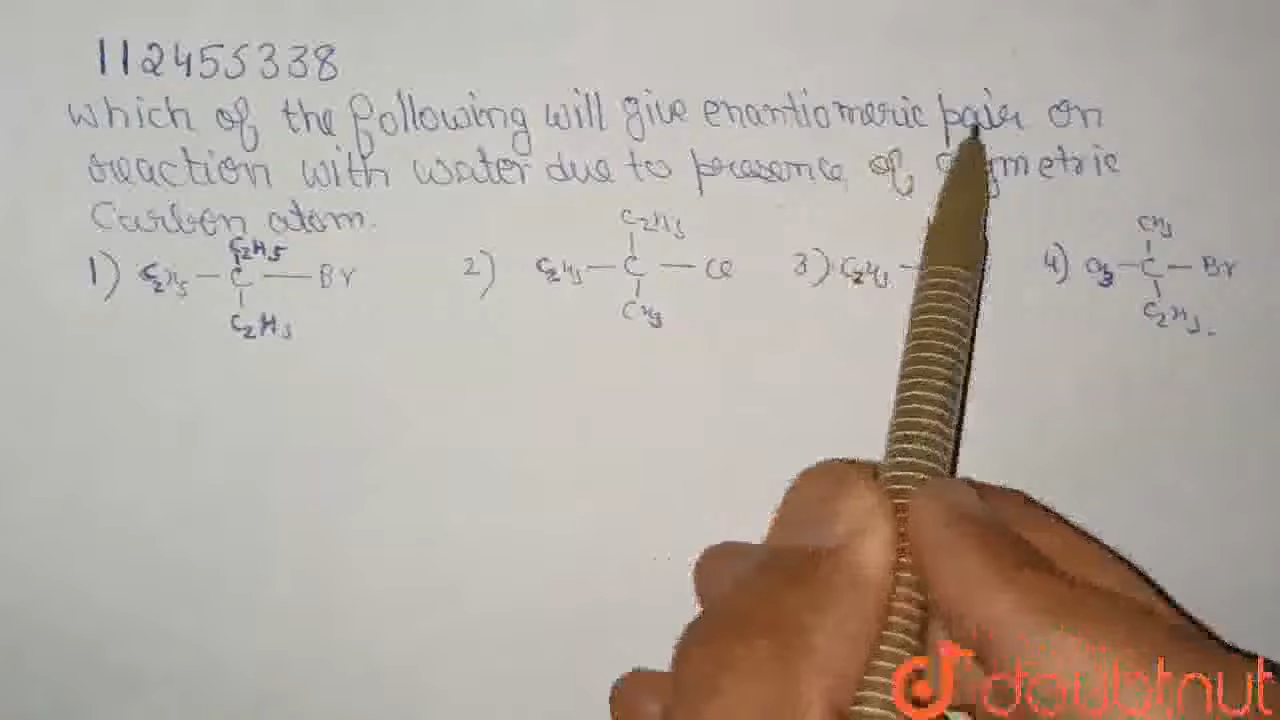 112455338
Which of the following will give enantiomeric pair on
reaction with water due to presence of metric
Carbon atom.
C2H5 C2H5 CH3
1) C2H5 - C - Br 2) C2H5 - C - Cl 3) C2H5 - 4) - C - Br
C2H5 CH3 C2H5.
doubtnut